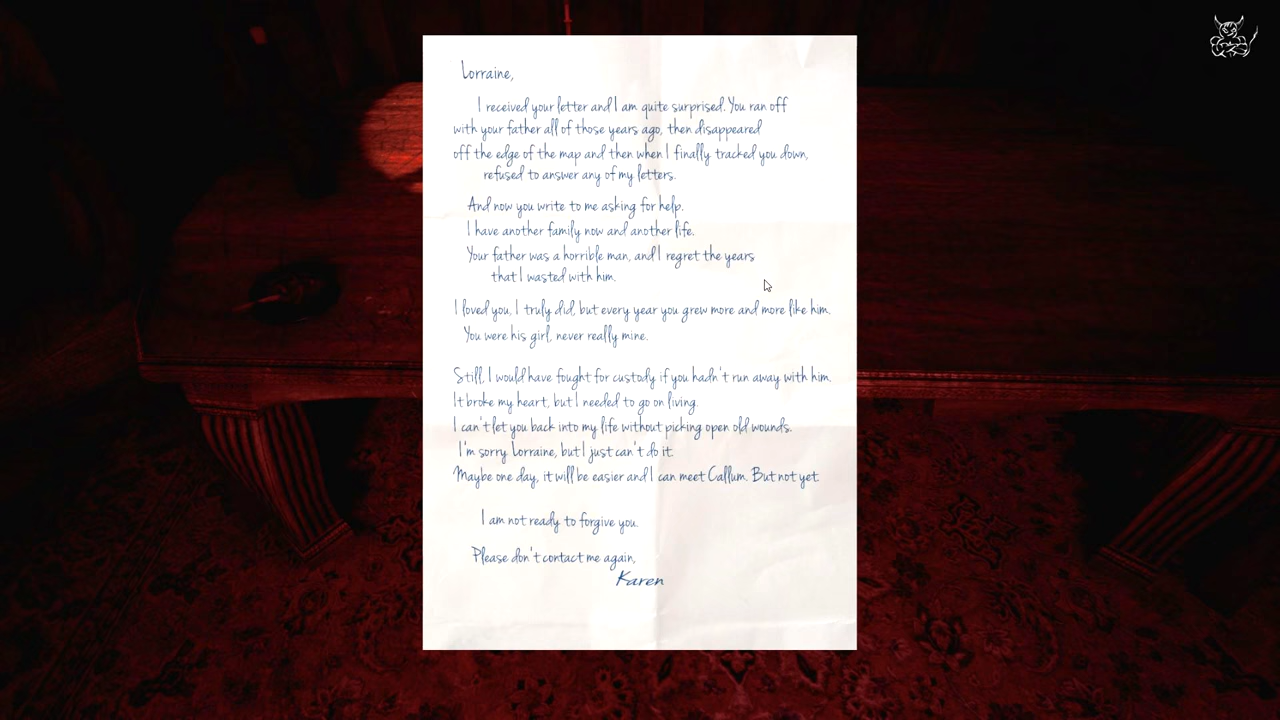 Lorraine,
I received your letter and I am quite surprised. You ran off
with your father all of those years ago, then disappeared
off the edge of the map and then when I finally tracked you down,
refused to answer any of my letters.
And now you write to me asking for help.
I have another family now and another life.
Your father was a horrible man, and I regret the years
that I wasted with him.
I loved you, I truly did, but every year you grew more and more like him.
You were his girl, never really mine.
Still, I would have fought for custody if you hadn't run away with him.
It broke my heart, but I needed to go on living.
I can't let you back into my life without picking open old wounds.
I'm sorry Lorraine, but I just can't do it.
Maybe one day, it will be easier and I can meet Callum. But not yet.
I am not ready to forgive you.
Please don't contact me again,
Karen